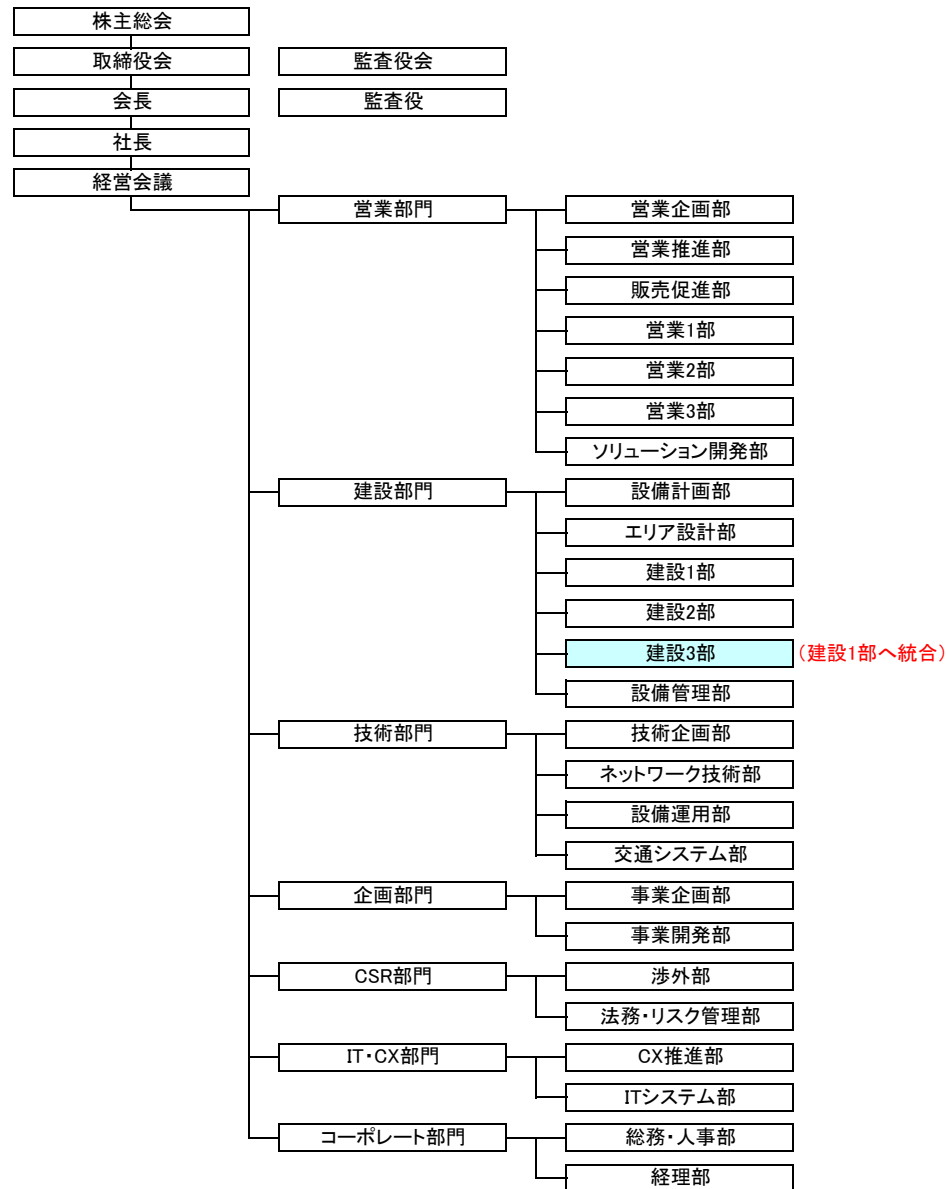 株主総会
取締役会 監査役会
会長 監査役
社長
経営会議
営業部門 営業企画部
営業推進部
販売促進部
営業1部
営業2部
営業3部
ソリューション開発部
建設部門 設備計画部
エリア設計部
建設1部
建設2部
建設3部 (建設1部へ統合)
設備管理部
技術部門 技術企画部
ネットワーク技術部
設備運用部
交通システム部
企画部門 事業企画部
事業開発部
CSR部門 渉外部
法務・リスク管理部
IT・CX部門 CX推進部
ITシステム部
コーポレート部門 総務・人事部
経理部